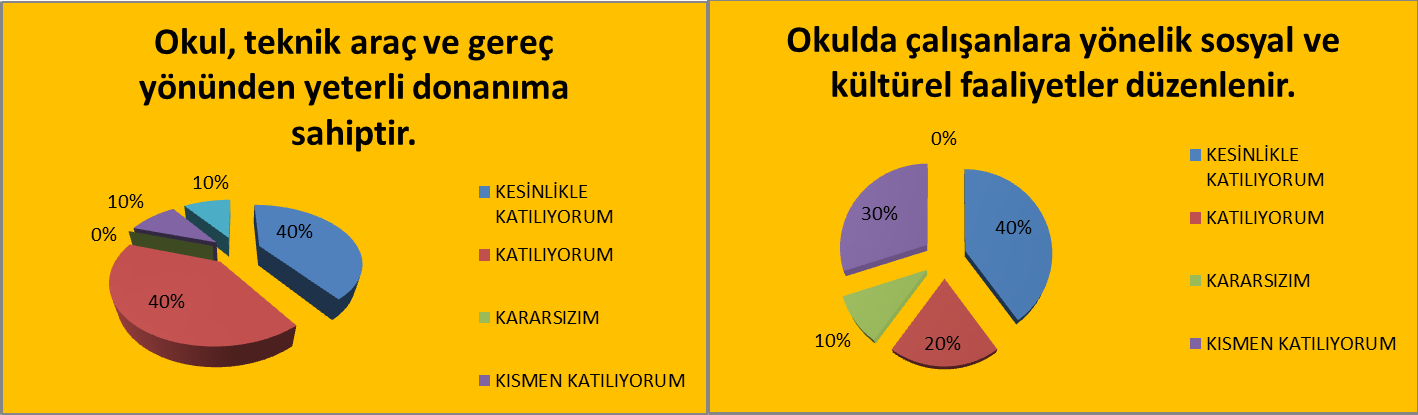 Okul, teknik araç ve gereç
yönünden yeterli donanıma
sahiptir.
10%
10%
0%
40%
40%
KESİNLİKLE
KATILIYORUM
KATILIYORUM
KARARSIZIM
KISMEN KATILIYORUM
Okulda çalışanlara yönelik sosyal ve
kültürel faaliyetler düzenlenir.
0%
30%
40%
10%
20%
KESİNLİKLE
KATILIYORUM
KATILIYORUM
KARARSIZIM
KISMEN KATILIYORUM